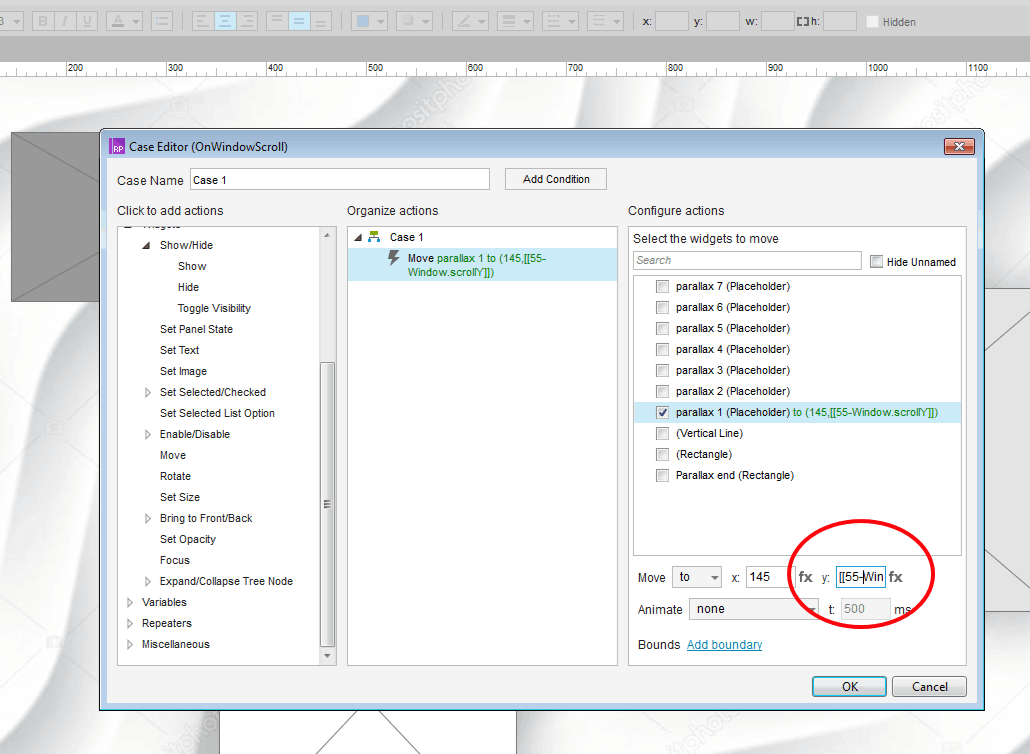 B I U A x: y: w: h: Hidden
200 300 400 500 600 700 800 900 1000 1100
Case Editor (OnWindowScroll)
Case Name Case 1 Add Condition
Click to add actions
Organize actions
Configure actions
Show/Hide
Show
Hide
Toggle Visibility
Set Panel State
Set Text
Set Image
Set Selected/Checked
Set Selected List Option
Enable/Disable
Move
Rotate
Set Size
Bring to Front/Back
Set Opacity
Focus
Expand/Collapse Tree Node
Variables
Repeaters
Miscellaneous
Case 1
Move parallax 1 to (145,[[55-
Window.scrollY]])
Select the widgets to move
Search Hide Unnamed
parallax 7 (Placeholder)
parallax 6 (Placeholder)
parallax 5 (Placeholder)
parallax 4 (Placeholder)
parallax 3 (Placeholder)
parallax 2 (Placeholder)
parallax 1 (Placeholder) to (145,[[55-Window.scrollY]])
(Vertical Line)
(Rectangle)
Parallax end (Rectangle)
Move to x: 145 fx y: [[55-Win fx
Animate none t: 500 ms
Bounds Add boundary
OK Cancel